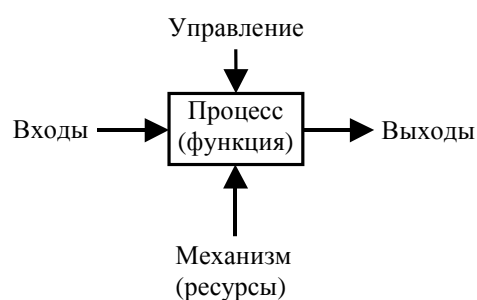 Управление
Входы
Процесс
(функция)
Выходы
Механизм
(ресурсы)